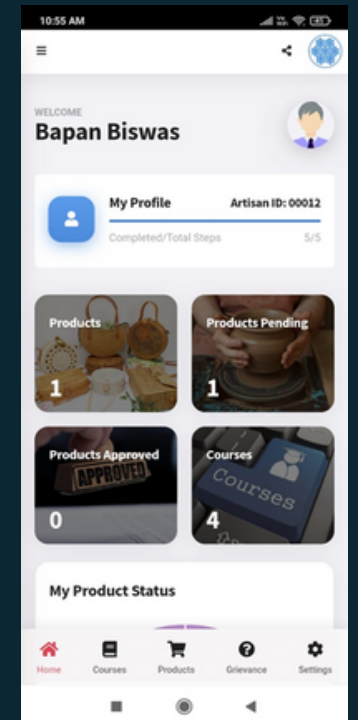 10:55 AM
WELCOME
Bapan Biswas
My Profile Artisan ID: 00012
Completed/Total Steps 5/5
Products
1
Products Pending
1
Products Approved
APPROVED
0
Courses
Courses
4
My Product Status
Home Courses Products Grievance Settings